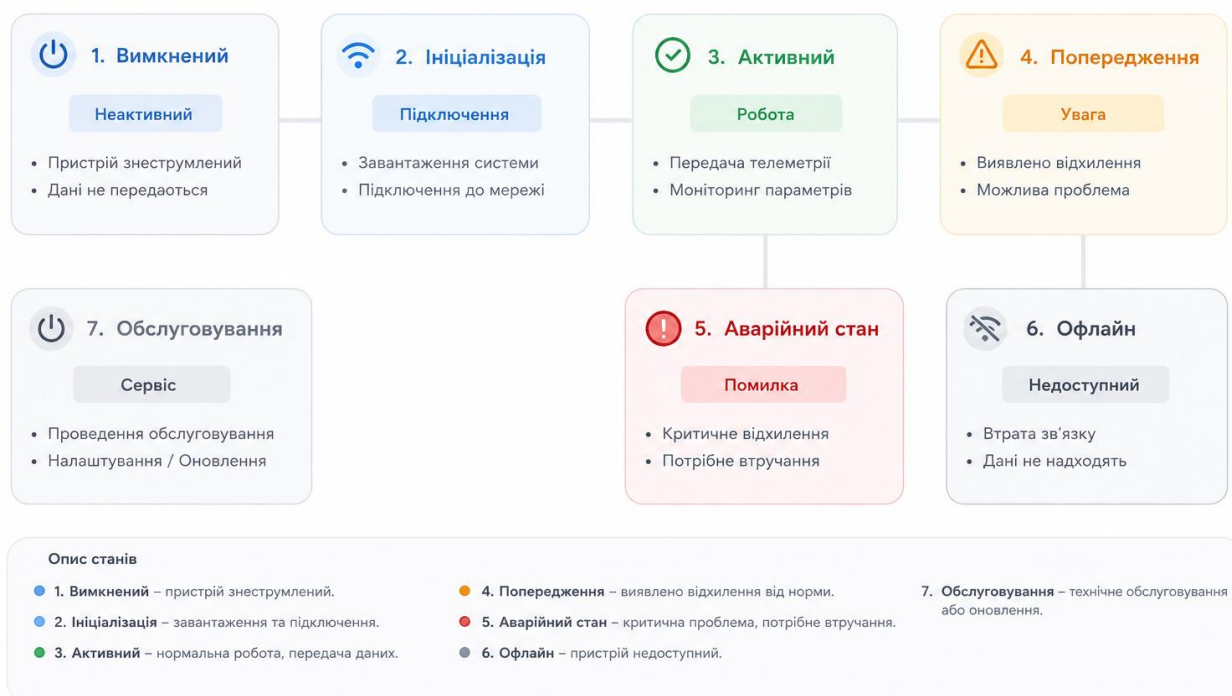 1. Вимкнений
Неактивний
• Пристрій знеструмлений
• Дані не передаоться
2. Ініціалізація
Підключення
• Завантаження системи
• Підключення до мережі
3. Активний
Робота
• Передача телеметрії
• Моніторинг параметрів
4. Попередження
Увага
• Виявлено відхилення
• Можлива проблема
7. Обслуговування
Сервіс
• Проведення обслуговування
• Налаштування / Оновлення
5. Аварійний стан
Помилка
• Критичне відхилення
• Потрібне втручання
6. Офлайн
Недоступний
• Втрата зв’язку
• Дані не надходять
Опис станів
1. Вимкнений – пристрій знеструмлений.
2. Ініціалізація – завантаження та підключення.
3. Активний – нормальна робота, передача даних.
4. Попередження – виявлено відхилення від норми.
5. Аварійний стан – критична проблема, потрібне втручання.
6. Офлайн – пристрій недоступний.
7. Обслуговування – технічне обслуговування
або оновлення.